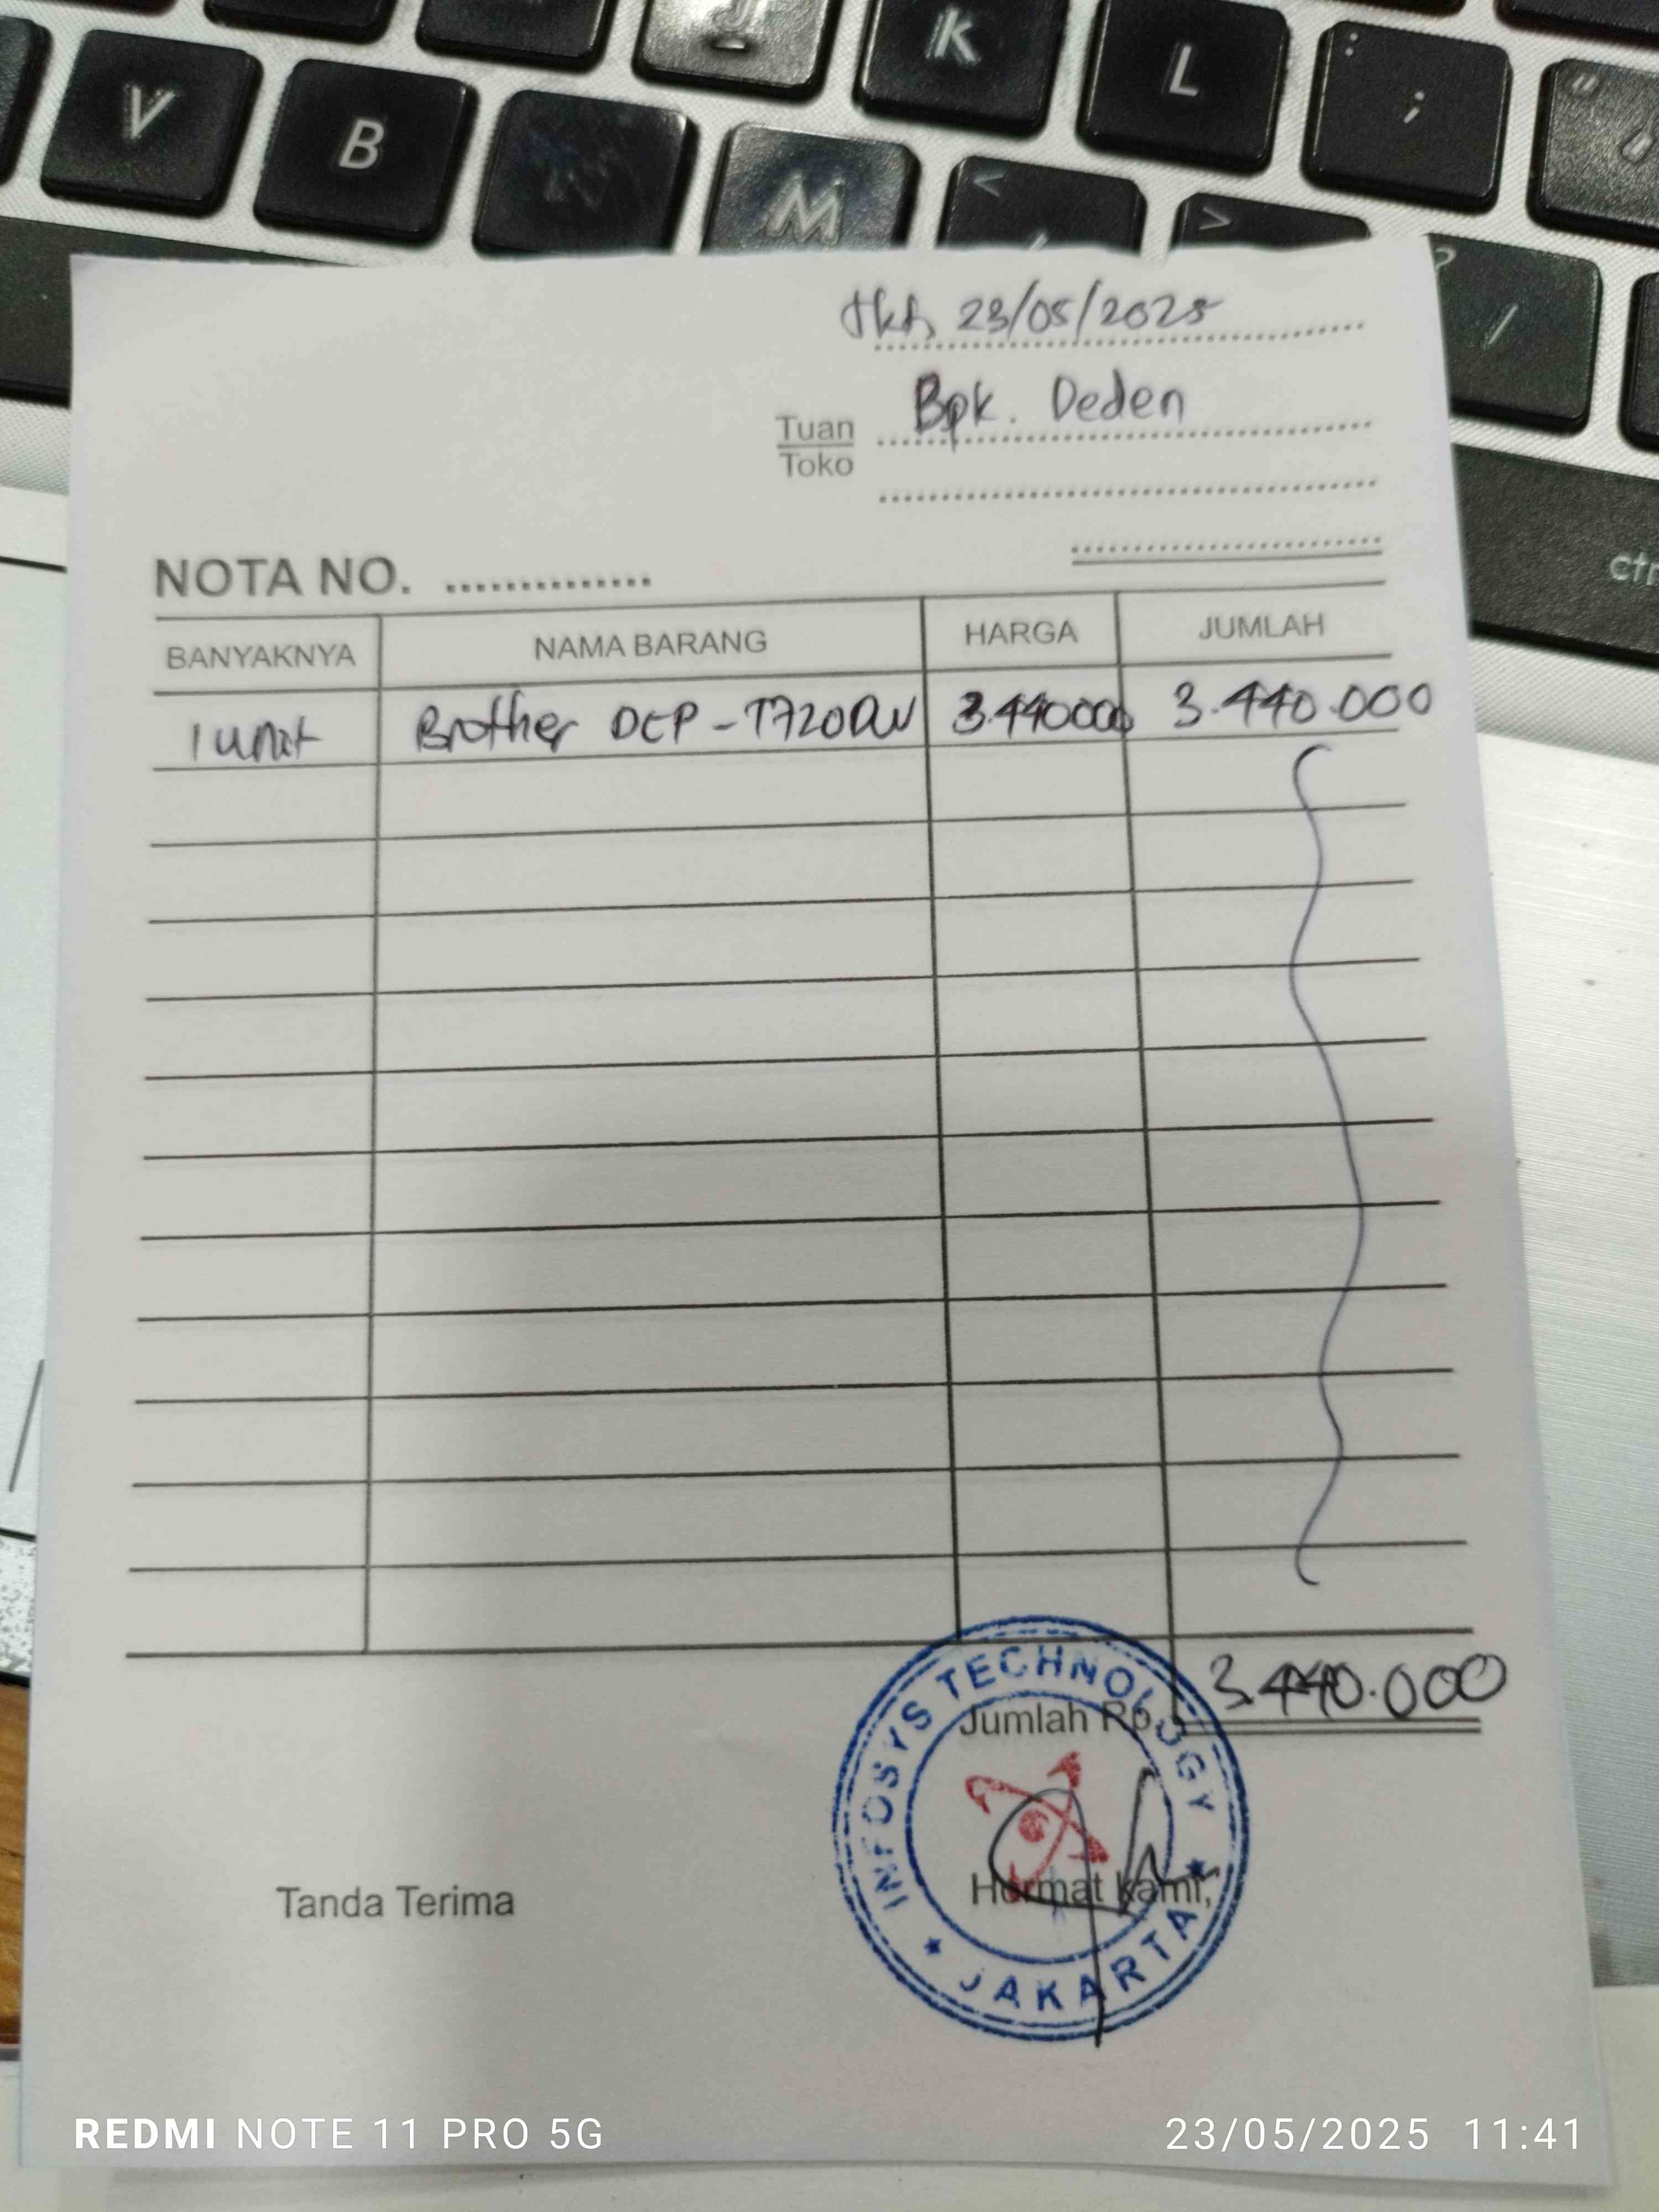 J
K
L
;
V
B
M
<
>
?
/
ctr
Jkt, 23/05/2025
Tuan
Toko
Bpk. Deden
NOTA NO. ..............
BANYAKNYA NAMA BARANG HARGA JUMLAH
1 unit Brother DCP - T720DW 3.440000 3.440.000
Jumlah Rp. 3.440.000
INFOSYS TECHNOLOGY
JAKARTA
Tanda Terima Hormat kami,
REDMI NOTE 11 PRO 5G 23/05/2025 11:41